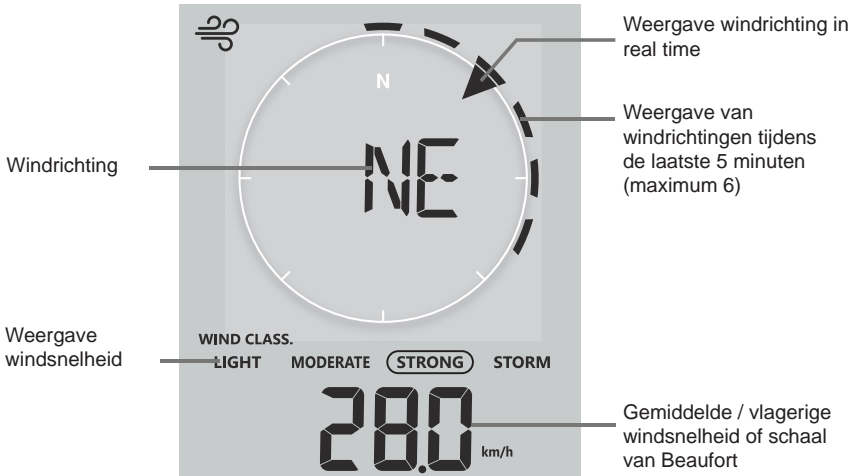 Weergave windrichting in
real time
Weergave van
windrichtingen tijdens
de laatste 5 minuten
(maximum 6)
N
NE
Windrichting
Weergave
windsnelheid
WIND CLASS.
LIGHT MODERATE STRONG STORM
28.0 km/h
Gemiddelde / vlagerige
windsnelheid of schaal
van Beaufort